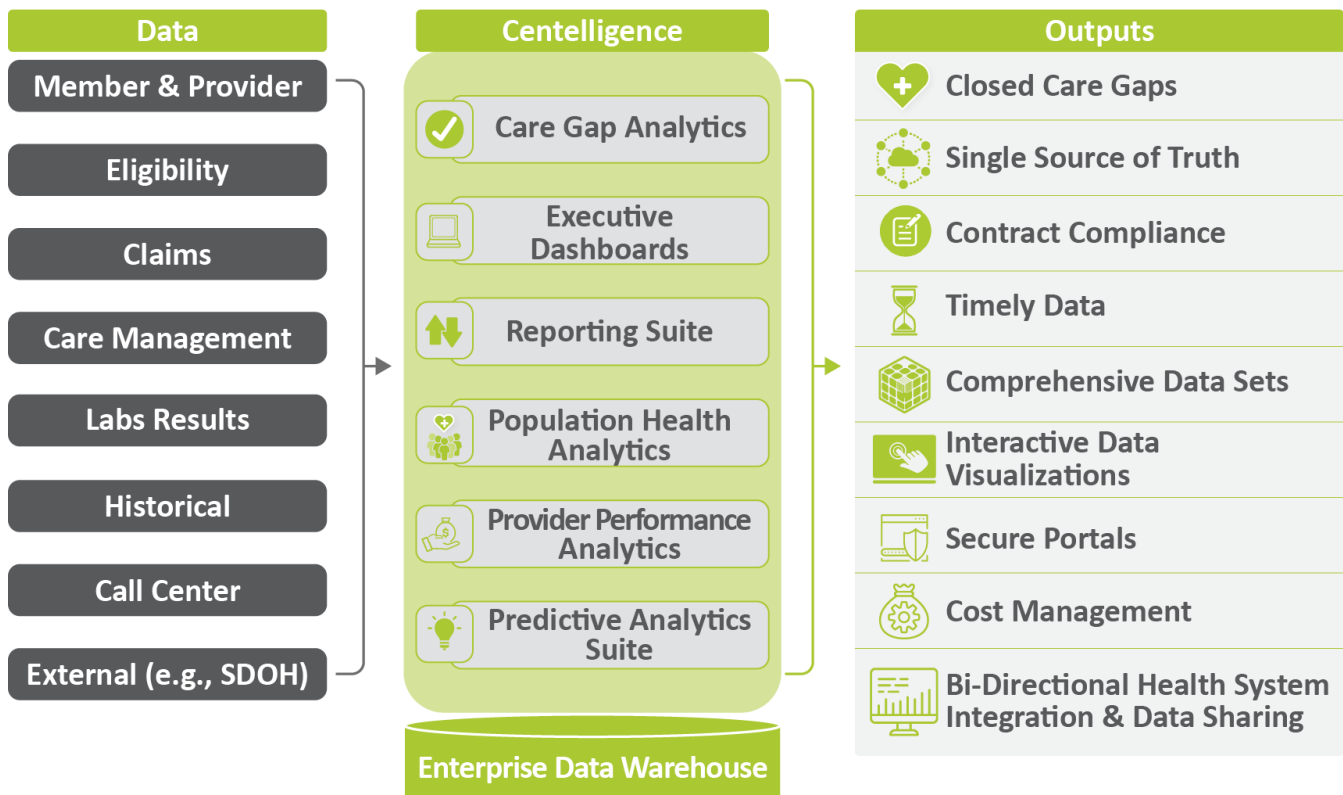 Data
Member & Provider
Eligibility
Claims
Care Management
Labs Results
Historical
Call Center
External (e.g., SDOH)
Centelligence
Care Gap Analytics
Executive
Dashboards
Reporting Suite
Population Health
Analytics
Provider Performance
Analytics
Predictive Analytics
Suite
Enterprise Data Warehouse
Outputs
Closed Care Gaps
Single Source of Truth
Contract Compliance
Timely Data
Comprehensive Data Sets
Interactive Data
Visualizations
Secure Portals
Cost Management
Bi-Directional Health System
Integration & Data Sharing